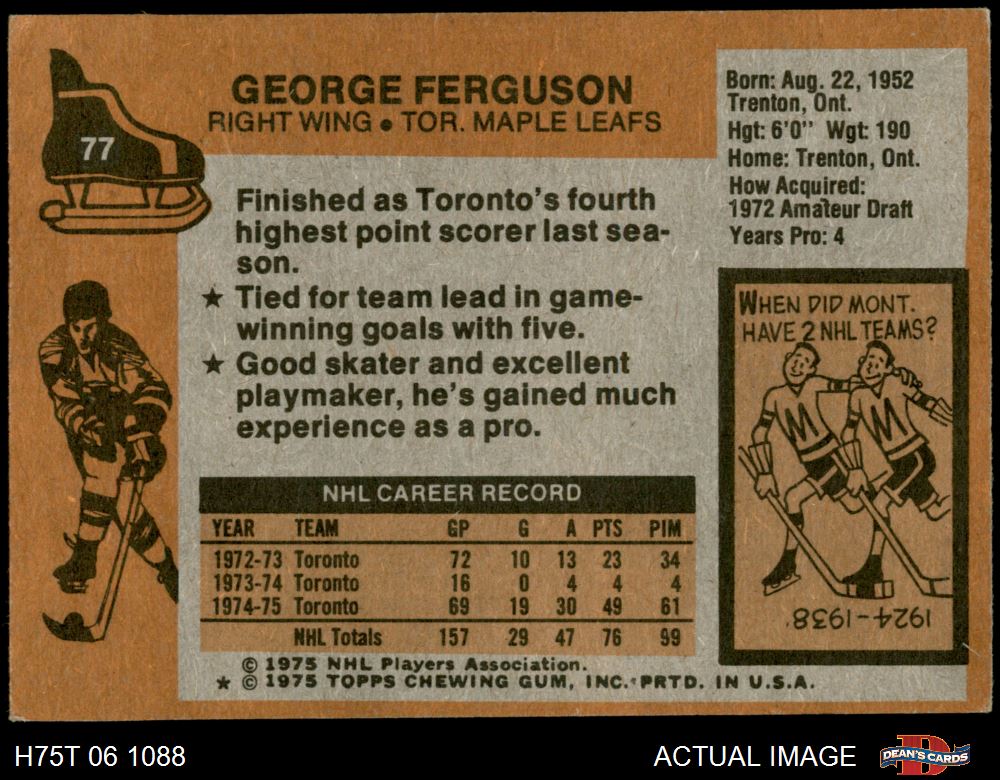 77
GEORGE FERGUSON
RIGHT WING ● TOR. MAPLE LEAFS
Born: Aug. 22, 1952
Trenton, Ont.
Hgt: 6'0" Wgt: 190
Home: Trenton, Ont.
How Acquired:
1972 Amateur Draft
Years Pro: 4
Finished as Toronto's fourth
highest point scorer last sea-
son.
★ Tied for team lead in game-
winning goals with five.
★ Good skater and excellent
playmaker, he's gained much
experience as a pro.
WHEN DID MONT.
HAVE 2 NHL TEAMS?
M M
1924-1938.
NHL CAREER RECORD
YEAR TEAM GP G A PTS PIM
1972-73 Toronto 72 10 13 23 34
1973-74 Toronto 16 0 4 4 4
1974-75 Toronto 69 19 30 49 61
NHL Totals 157 29 47 76 99
© 1975 NHL Players Association.
★ © 1975 TOPPS CHEWING GUM, INC. PRTD. IN U.S.A.
H75T 06 1088
ACTUAL IMAGE
DEAN'S CARDS